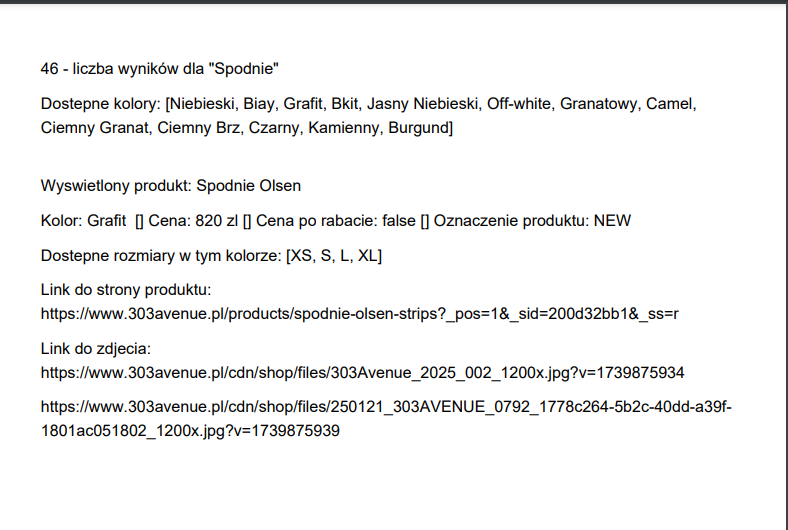 46 - liczba wyników dla "Spodnie"
Dostepne kolory: [Niebieski, Biay, Grafit, Bkit, Jasny Niebieski, Off-white, Granatowy, Camel,
Ciemny Granat, Ciemny Brz, Czarny, Kamienny, Burgund]
Wyswietlony produkt: Spodnie Olsen
Kolor: Grafit [] Cena: 820 zl [] Cena po rabacie: false [] Oznaczenie produktu: NEW
Dostepne rozmiary w tym kolorze: [XS, S, L, XL]
Link do strony produktu:
https://www.303avenue.pl/products/spodnie-olsen-strips?_pos=1&_sid=200d32bb1&_ss=r
Link do zdjecia:
https://www.303avenue.pl/cdn/shop/files/303Avenue_2025_002_1200x.jpg?v=1739875934
https://www.303avenue.pl/cdn/shop/files/250121_303AVENUE_0792_1778c264-5b2c-40dd-a39f-
1801ac051802_1200x.jpg?v=1739875939